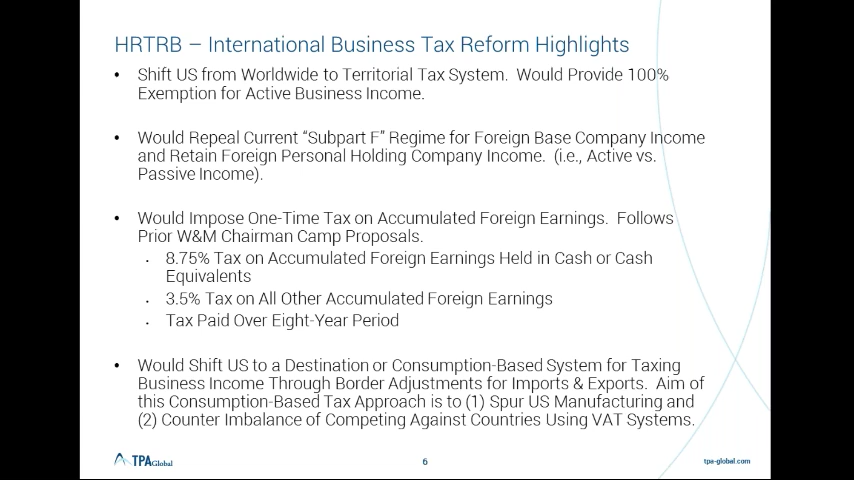 HRTRB – International Business Tax Reform Highlights
• Shift US from Worldwide to Territorial Tax System. Would Provide 100%
Exemption for Active Business Income.
• Would Repeal Current “Subpart F” Regime for Foreign Base Company Income
and Retain Foreign Personal Holding Company Income. (i.e., Active vs.
Passive Income).
• Would Impose One-Time Tax on Accumulated Foreign Earnings. Follows
Prior W&M Chairman Camp Proposals.
• 8.75% Tax on Accumulated Foreign Earnings Held in Cash or Cash
Equivalents
• 3.5% Tax on All Other Accumulated Foreign Earnings
• Tax Paid Over Eight-Year Period
• Would Shift US to a Destination or Consumption-Based System for Taxing
Business Income Through Border Adjustments for Imports & Exports. Aim of
this Consumption-Based Tax Approach is to (1) Spur US Manufacturing and
(2) Counter Imbalance of Competing Against Countries Using VAT Systems.
TPAGlobal
6
tpa-global.com